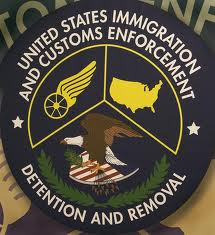 UNITED STATES IMMIGRATION
AND CUSTOMS ENFORCEMENT
DETENTION AND REMOVAL